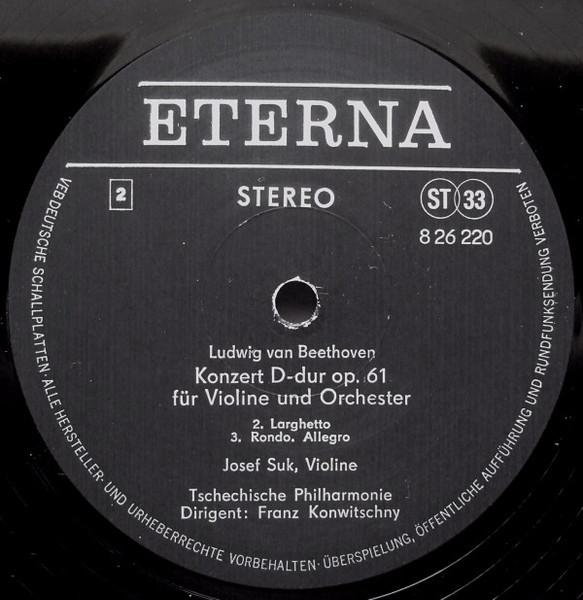 ETERNA
2
STEREO
ST 33
8 26 220
Ludwig van Beethoven
Konzert D-dur op. 61
für Violine und Orchester
2. Larghetto
3. Rondo. Allegro
Josef Suk, Violine
Tschechische Philharmonie
Dirigent: Franz Konwitschny
VEB DEUTSCHE SCHALLPLATTEN · ALLE HERSTELLER- UND URHEBERRECHTE VORBEHALTEN · ÜBERSPIELUNG, ÖFFENTLICHE AUFFÜHRUNG UND RUNDFUNKSENDUNG VERBOTEN